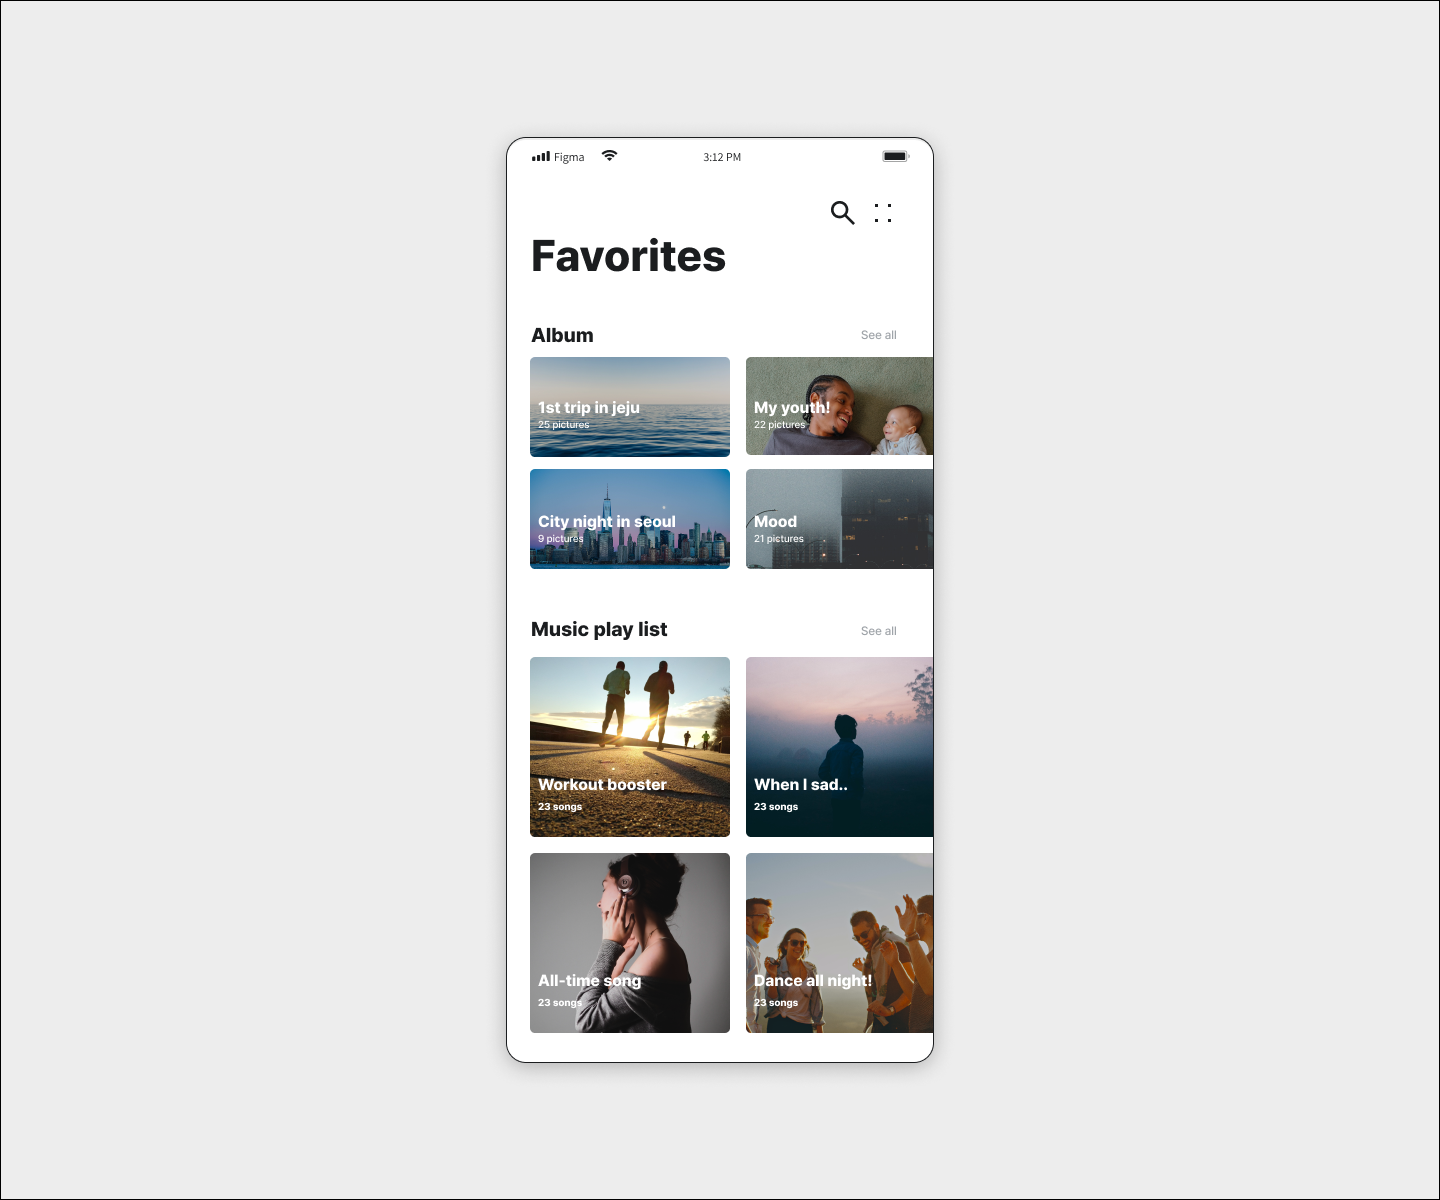 Figma 3:12 PM
Favorites
Album See all
1st trip in jeju
25 pictures
My youth!
22 pictures
City night in seoul
9 pictures
Mood
21 pictures
Music play list See all
Workout booster
23 songs
When I sad..
23 songs
All-time song
23 songs
Dance all night!
23 songs